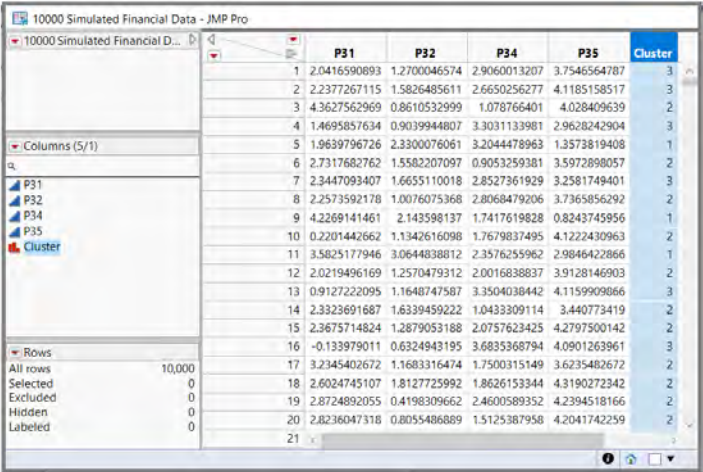 10000 Simulated Financial Data - JMP Pro
10000 Simulated Financial D...
Columns (5/1)
P31
P32
P34
P35
Cluster
Rows
All rows 10,000
Selected 0
Excluded 0
Hidden 0
Labeled 0
P31 P32 P34 P35 Cluster
1 2.0416590893 1.2700046574 2.9060013207 3.7546564787 3
2 2.2377267115 1.5826485611 2.6650256277 4.1185158517 3
3 4.3627562969 0.8610532999 1.078766401 4.028409639 2
4 1.4695857634 0.9039944807 3.3031133981 2.9628242904 3
5 1.9639796726 2.3300076061 3.2044478963 1.3573819408 1
6 2.7317682762 1.5582207097 0.9053259381 3.5972898057 2
7 2.3447093407 1.6655110018 2.8527361929 3.2581749401 3
8 2.2573592178 1.0076075368 2.8068479206 3.7365856292 2
9 4.2269141461 2.143598137 1.7417619828 0.8243745956 1
10 0.2201442662 1.1342616098 1.7679837495 4.1222430963 2
11 3.5825177946 3.0644838812 2.3576255962 2.9846422866 1
12 2.0219496169 1.2570479312 2.0016838837 3.9128146903 2
13 0.9127222095 1.1648747587 3.3504038442 4.1159909866 3
14 2.3323691687 1.6339459222 1.0433309114 3.440773419 2
15 2.3675714824 1.2879053188 2.0757623425 4.2797500142 2
16 -0.133979011 0.6324943195 3.6835368794 4.0901263961 3
17 3.2345402672 1.1683316474 1.7500315149 3.6235482672 2
18 2.6024745107 1.8127725992 1.8626153344 4.3190272342 2
19 2.8724892055 0.4198309662 2.4600589352 4.2394518166 2
20 2.8236047318 0.8055486889 1.5125387958 4.2041742259 2
21